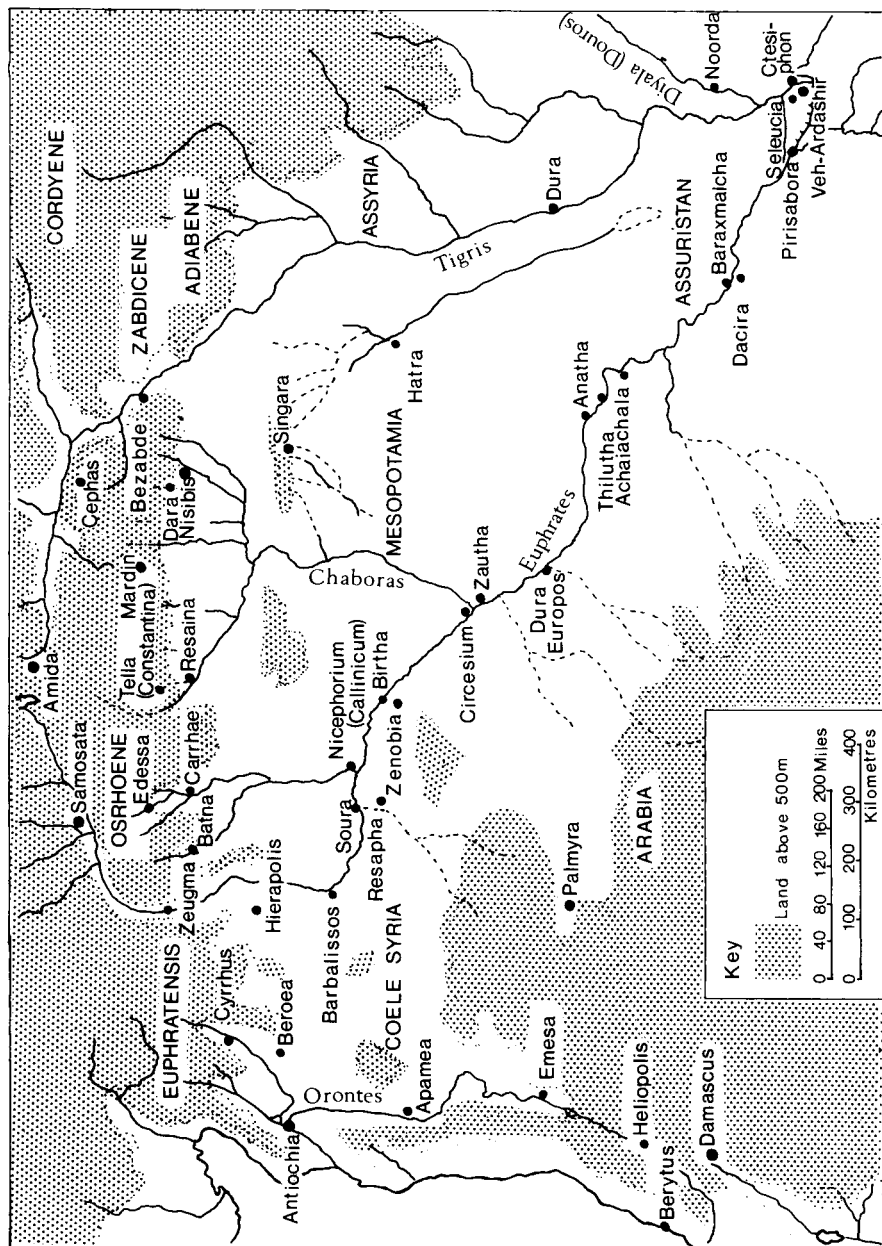 CORDYENE
ZABDICENE
ADIABENE
ASSYRIA
Tigris
Dura
Diyala (Douros)
Noorda
Ctesi-
phon
Seleucia
Veh-Ardashir
Pirisabora
ASSURISTAN
Baraxmalcha
Dacira
Amida
Cephas
Bezabde
Mardin
Dara
Nisibis
Tella
(Constantina)
Resaina
Singara
Hatra
MESOPOTAMIA
Chaboras
Anatha
Thilutha
Achaiachala
Euphrates
Zautha
Circesium
Dura
Europos
Samosata
OSRHOENE
Edessa
Carrhae
Batna
Nicephorium
(Callinicum)
Birtha
Zenobia
Soura
Resapha
EUPHRATENSIS
Zeugma
Cyrrhus
Hierapolis
Beroea
Barbalissos
COELE SYRIA
Palmyra
ARABIA
Antiochia
Orontes
Apamea
Emesa
Heliopolis
Damascus
Berytus
Key
Land above 500m
0 40 80 120 160 200 Miles
0 100 200 300 400
Kilometres